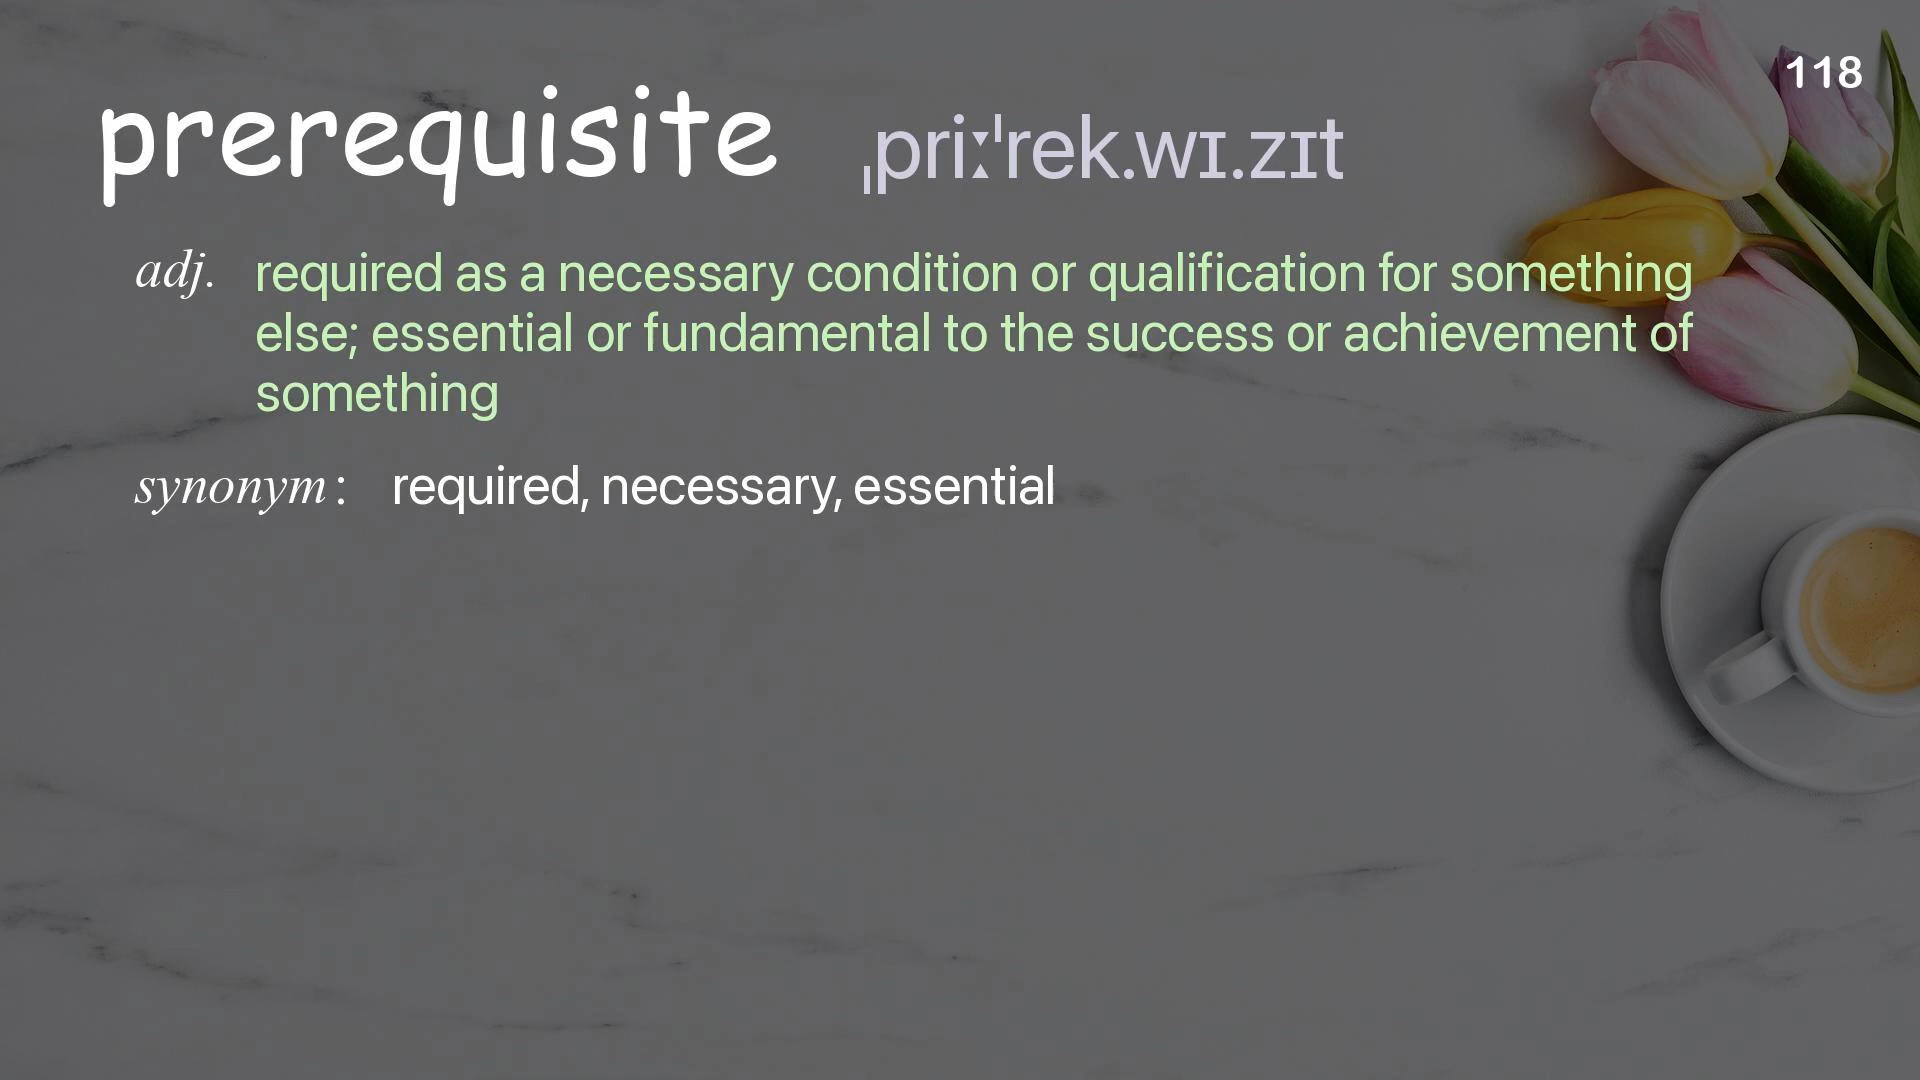 118
prerequisite ˌpriːˈrek.wɪ.zɪt
adj. required as a necessary condition or qualification for something
else; essential or fundamental to the success or achievement of
something
synonym : required, necessary, essential